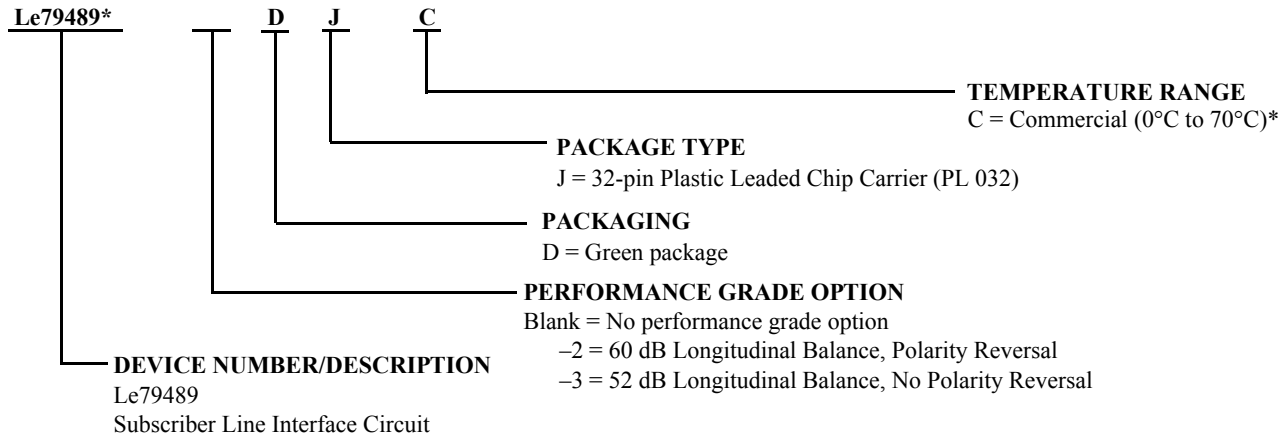 Le79489* D J C
TEMPERATURE RANGE
C = Commercial (0°C to 70°C)*
PACKAGE TYPE
J = 32-pin Plastic Leaded Chip Carrier (PL 032)
PACKAGING
D = Green package
PERFORMANCE GRADE OPTION
Blank = No performance grade option
–2 = 60 dB Longitudinal Balance, Polarity Reversal
–3 = 52 dB Longitudinal Balance, No Polarity Reversal
DEVICE NUMBER/DESCRIPTION
Le79489
Subscriber Line Interface Circuit